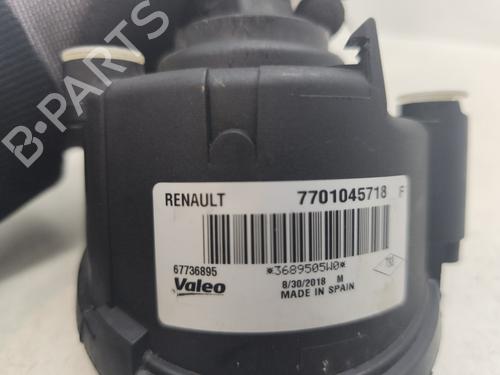 B-PARTS
RENAULT 7701045718 F
67736895 *3689505W0*
Valeo 8/30/2018 M
MADE IN SPAIN